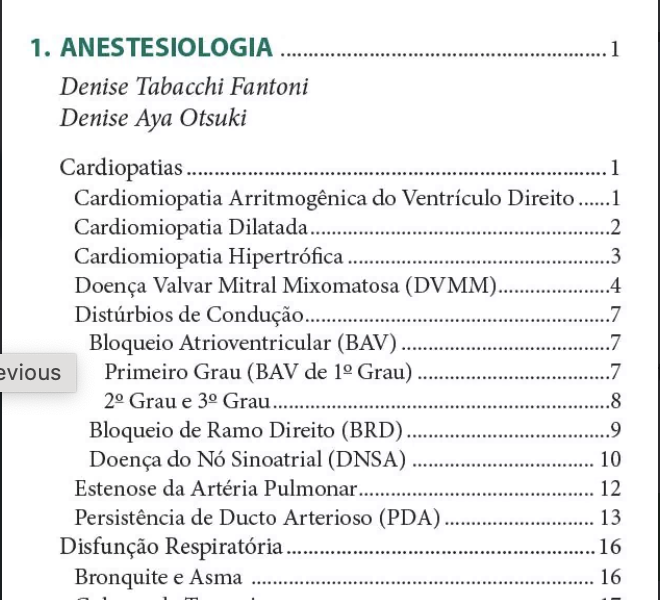 1. ANESTESIOLOGIA ........................................................... 1
Denise Tabacchi Fantoni
Denise Aya Otsuki
Cardiopatias ........................................................................... 1
Cardiomiopatia Arritmogênica do Ventrículo Direito ...... 1
Cardiomiopatia Dilatada ..................................................... 2
Cardiomiopatia Hipertrófica ............................................... 3
Doença Valvar Mitral Mixomatosa (DVMM) .................... 4
Distúrbios de Condução ...................................................... 7
Bloqueio Atrioventricular (BAV) ..................................... 7
Primeiro Grau (BAV de 1º Grau) .................................. 7
2º Grau e 3º Grau ............................................................ 8
Bloqueio de Ramo Direito (BRD) .................................... 9
Doença do Nó Sinoatrial (DNSA) ................................. 10
Estenose da Artéria Pulmonar .......................................... 12
Persistência de Ducto Arterioso (PDA) ........................... 13
Disfunção Respiratória ........................................................ 16
Bronquite e Asma ............................................................. 16